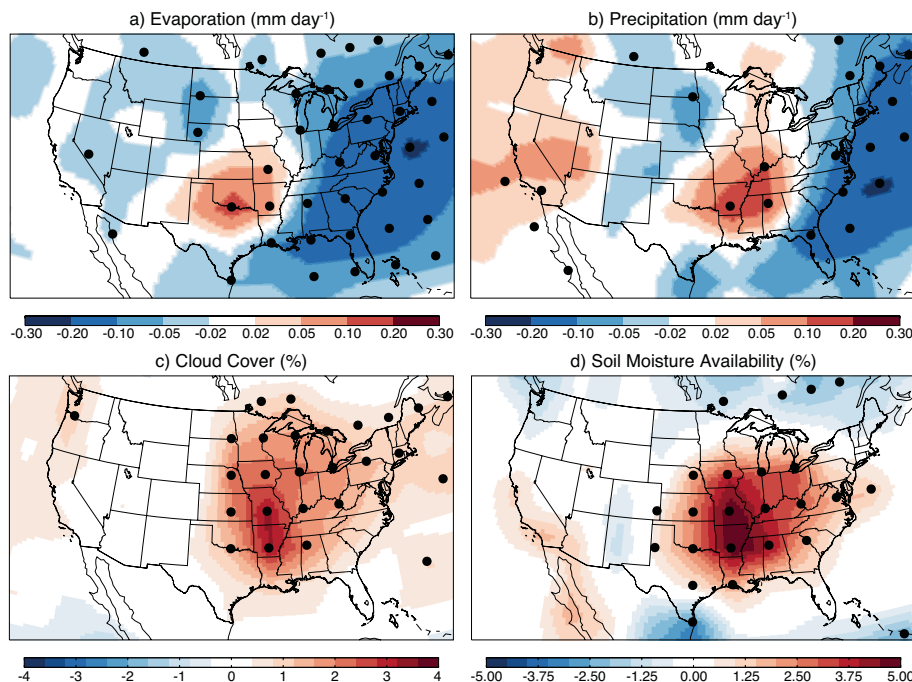 a) Evaporation (mm day⁻¹)
b) Precipitation (mm day⁻¹)
-0.30 -0.20 -0.10 -0.05 -0.02 0.02 0.05 0.10 0.20 0.30
-0.30 -0.20 -0.10 -0.05 -0.02 0.02 0.05 0.10 0.20 0.30
c) Cloud Cover (%)
d) Soil Moisture Availability (%)
-4 -3 -2 -1 0 1 2 3 4
-5.00 -3.75 -2.50 -1.25 0.00 1.25 2.50 3.75 5.00